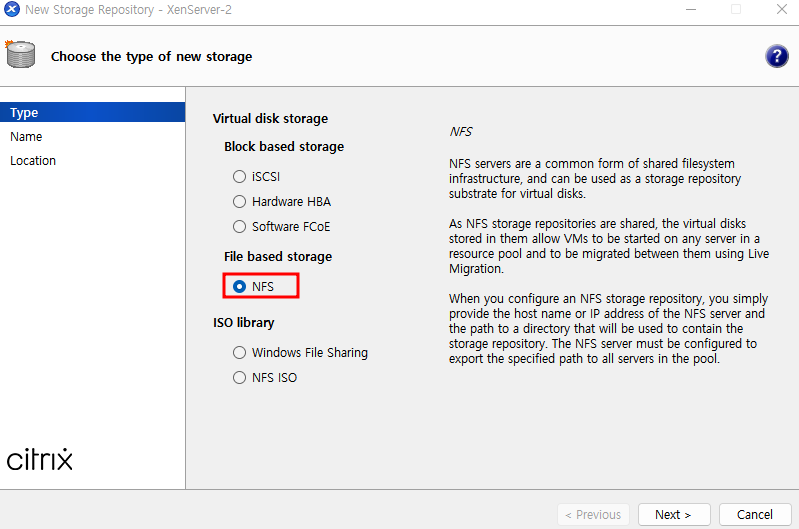 New Storage Repository - XenServer-2
Choose the type of new storage
?
Type
Name
Location
Virtual disk storage
Block based storage
iSCSI
Hardware HBA
Software FCoE
File based storage
NFS
ISO library
Windows File Sharing
NFS ISO
NFS
NFS servers are a common form of shared filesystem
infrastructure, and can be used as a storage repository
substrate for virtual disks.
As NFS storage repositories are shared, the virtual disks
stored in them allow VMs to be started on any server in a
resource pool and to be migrated between them using Live
Migration.
When you configure an NFS storage repository, you simply
provide the host name or IP address of the NFS server and
the path to a directory that will be used to contain the
storage repository. The NFS server must be configured to
export the specified path to all servers in the pool.
citrix
< Previous
Next >
Cancel